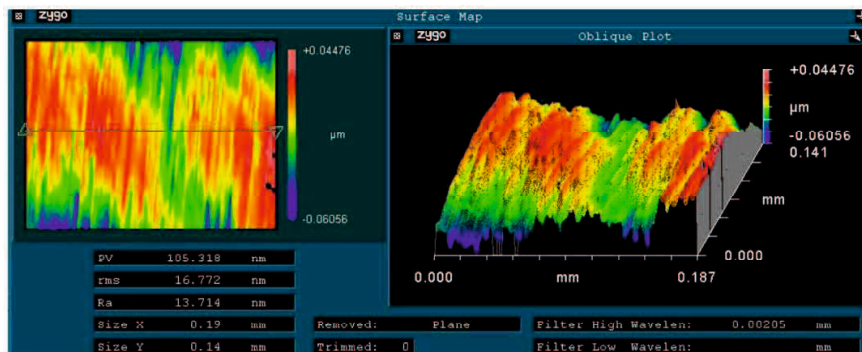 zygo Surface Map
+0.04476
μm
-0.06056
zygo Oblique Plot
+0.04476
μm
-0.06056
0.141
mm
0.000
0.000 mm 0.187
PV 105.318 nm
rms 16.772 nm
Ra 13.714 nm
Size X 0.19 mm
Size Y 0.14 mm
Removed: Plane
Trimmed: 0
Filter High Wavelen: 0.00205 mm
Filter Low Wavelen: mm